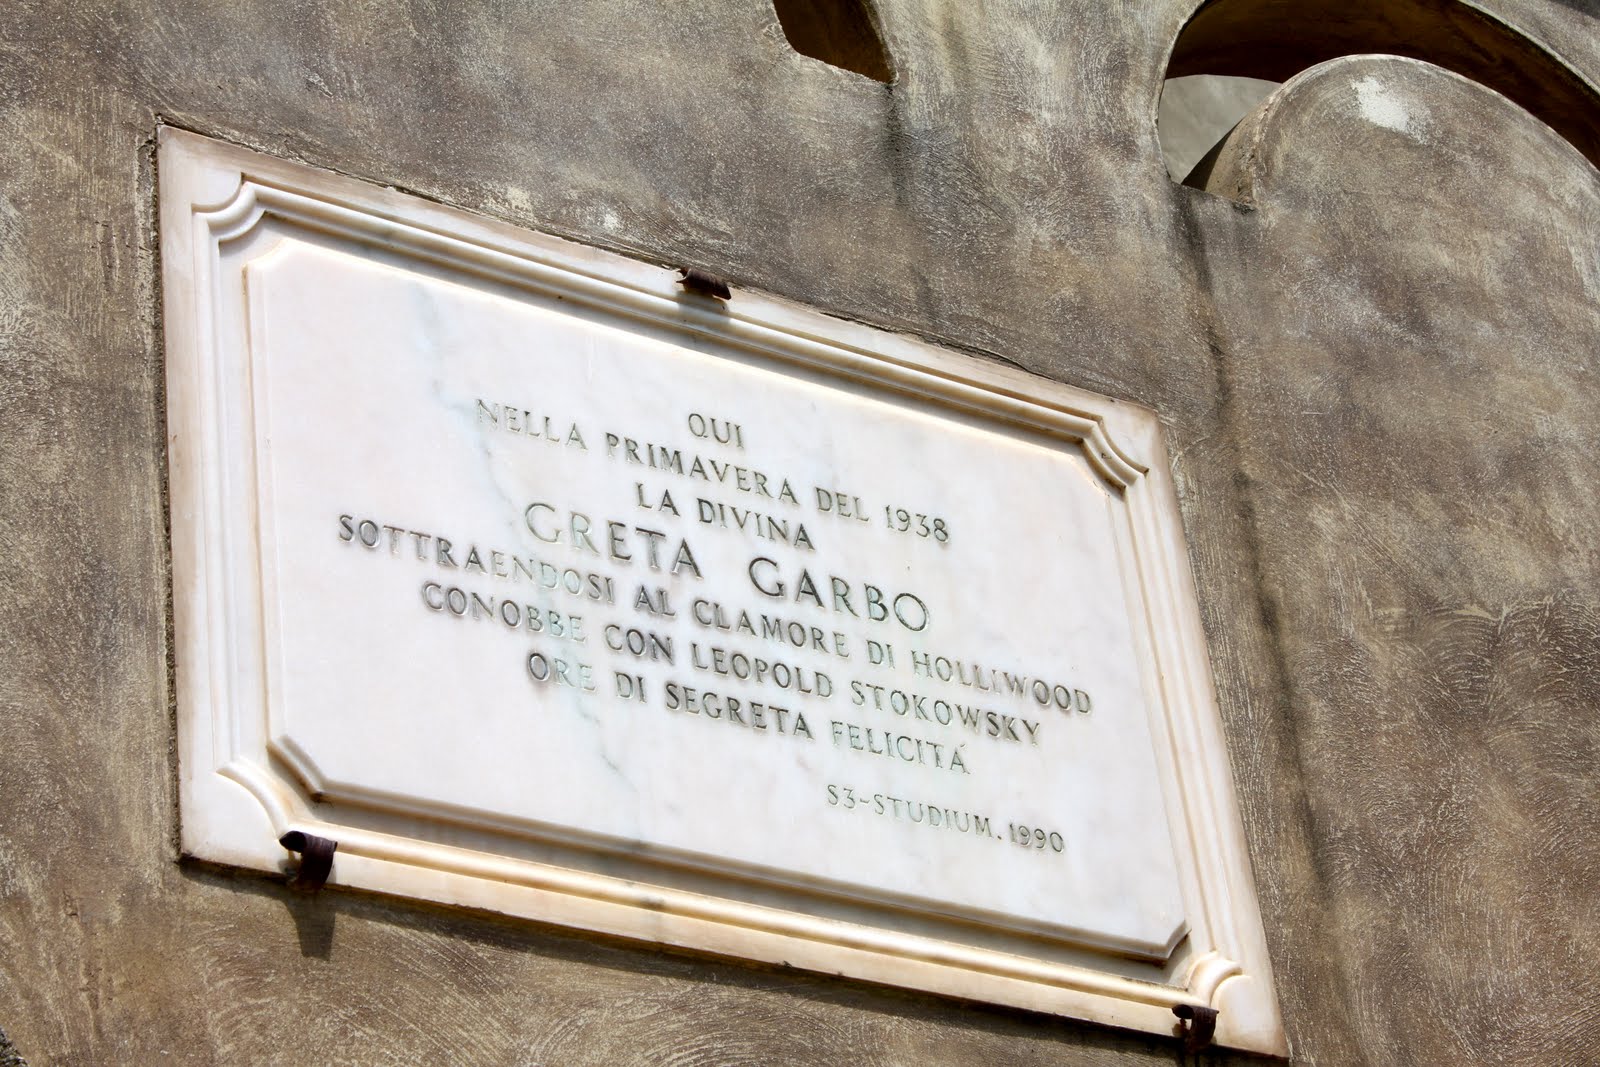 QUI
NELLA PRIMAVERA DEL 1938
LA DIVINA
GRETA GARBO
SOTTRAENDOSI AL CLAMORE DI HOLLIWOOD
CONOBBE CON LEOPOLD STOKOWSKY
ORE DI SEGRETA FELICITÁ
S3-STUDIUM. 1990